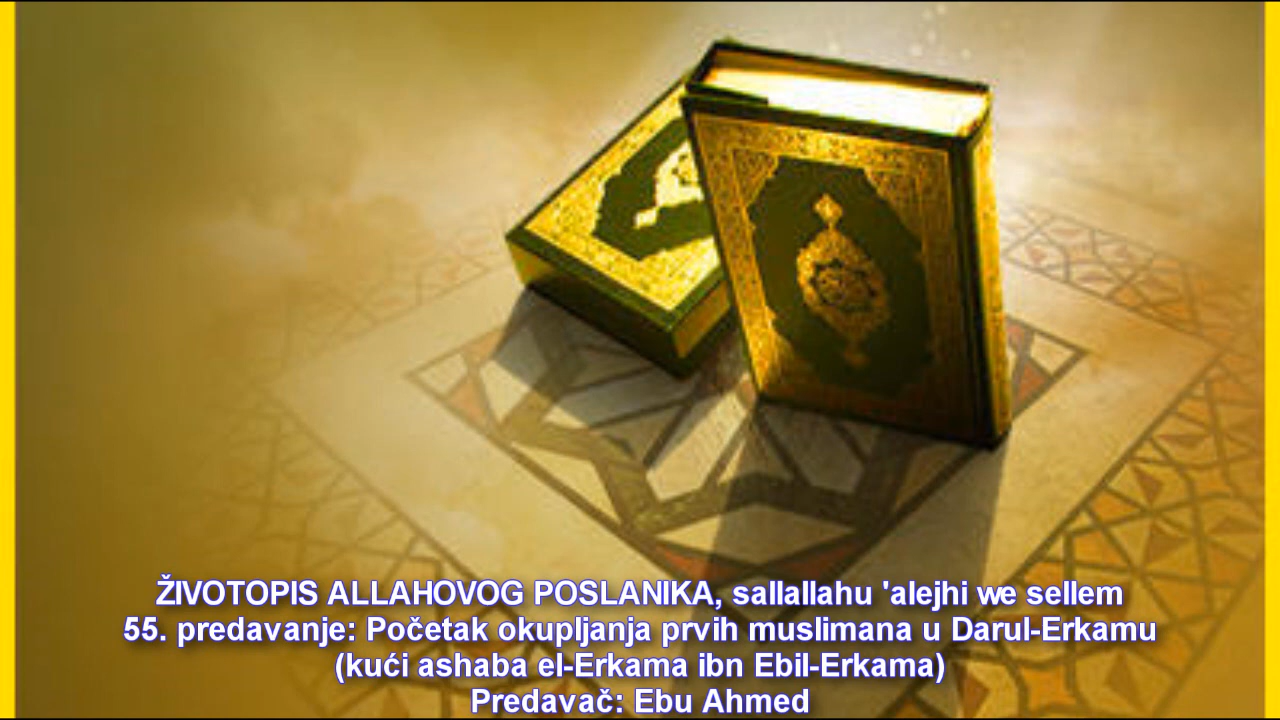 ŽIVOTOPIS ALLAHOVOG POSLANIKA, sallallahu 'alejhi we sellem
55. predavanje: Početak okupljanja prvih muslimana u Darul-Erkamu
(kući ashaba el-Erkama ibn Ebil-Erkama)
Predavač: Ebu Ahmed